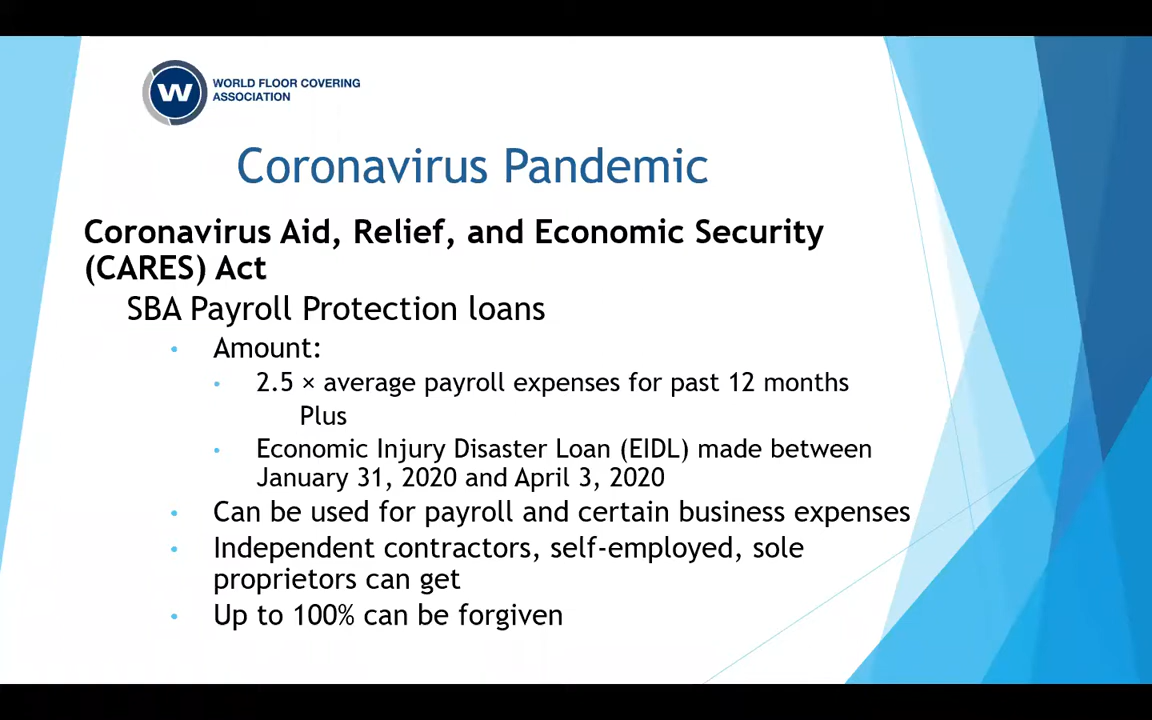 W
WORLD FLOOR COVERING
ASSOCIATION
Coronavirus Pandemic
Coronavirus Aid, Relief, and Economic Security
(CARES) Act
SBA Payroll Protection loans
• Amount:
• 2.5 × average payroll expenses for past 12 months
Plus
• Economic Injury Disaster Loan (EIDL) made between
January 31, 2020 and April 3, 2020
• Can be used for payroll and certain business expenses
• Independent contractors, self-employed, sole
proprietors can get
• Up to 100% can be forgiven